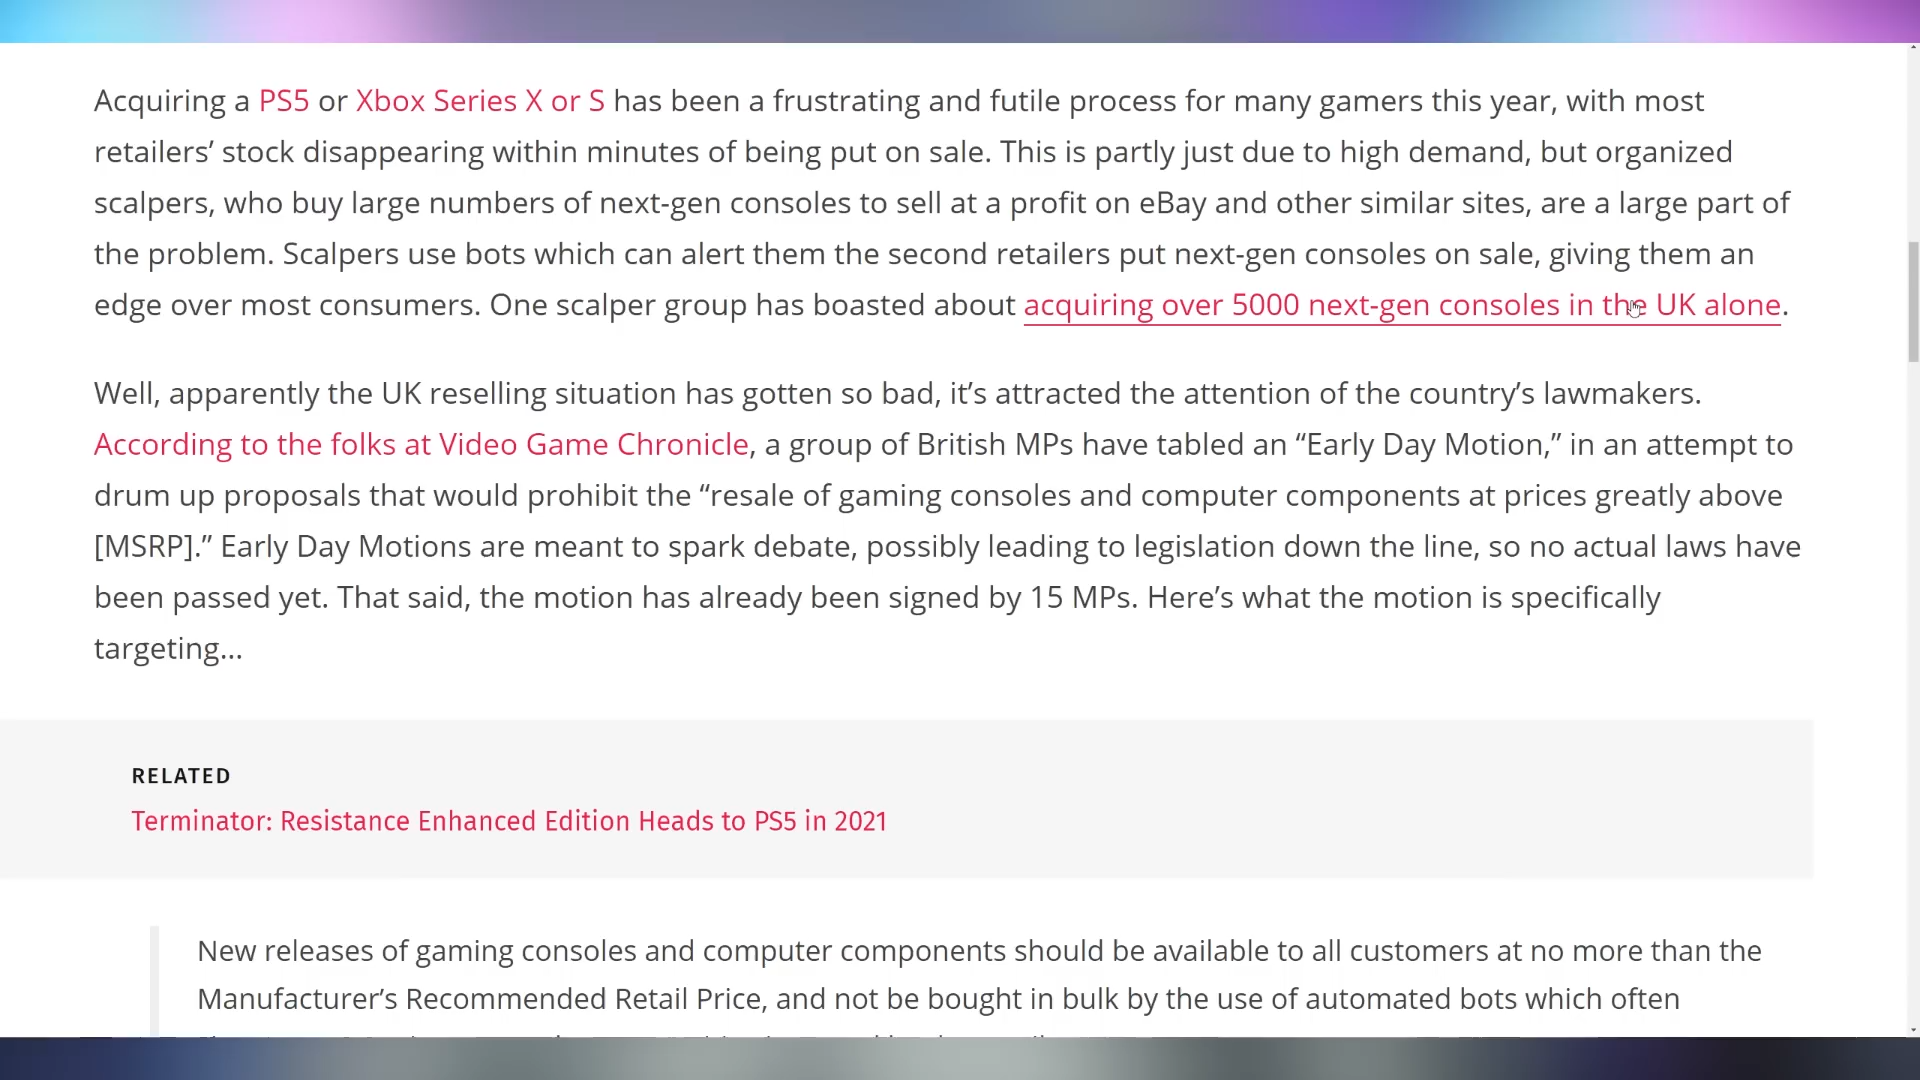 Acquiring a PS5 or Xbox Series X or S has been a frustrating and futile process for many gamers this year, with most
retailers’ stock disappearing within minutes of being put on sale. This is partly just due to high demand, but organized
scalpers, who buy large numbers of next-gen consoles to sell at a profit on eBay and other similar sites, are a large part of
the problem. Scalpers use bots which can alert them the second retailers put next-gen consoles on sale, giving them an
edge over most consumers. One scalper group has boasted about acquiring over 5000 next-gen consoles in the UK alone.
Well, apparently the UK reselling situation has gotten so bad, it’s attracted the attention of the country’s lawmakers.
According to the folks at Video Game Chronicle, a group of British MPs have tabled an “Early Day Motion,” in an attempt to
drum up proposals that would prohibit the “resale of gaming consoles and computer components at prices greatly above
[MSRP].” Early Day Motions are meant to spark debate, possibly leading to legislation down the line, so no actual laws have
been passed yet. That said, the motion has already been signed by 15 MPs. Here’s what the motion is specifically
targeting…
RELATED
Terminator: Resistance Enhanced Edition Heads to PS5 in 2021
New releases of gaming consoles and computer components should be available to all customers at no more than the
Manufacturer’s Recommended Retail Price, and not be bought in bulk by the use of automated bots which often